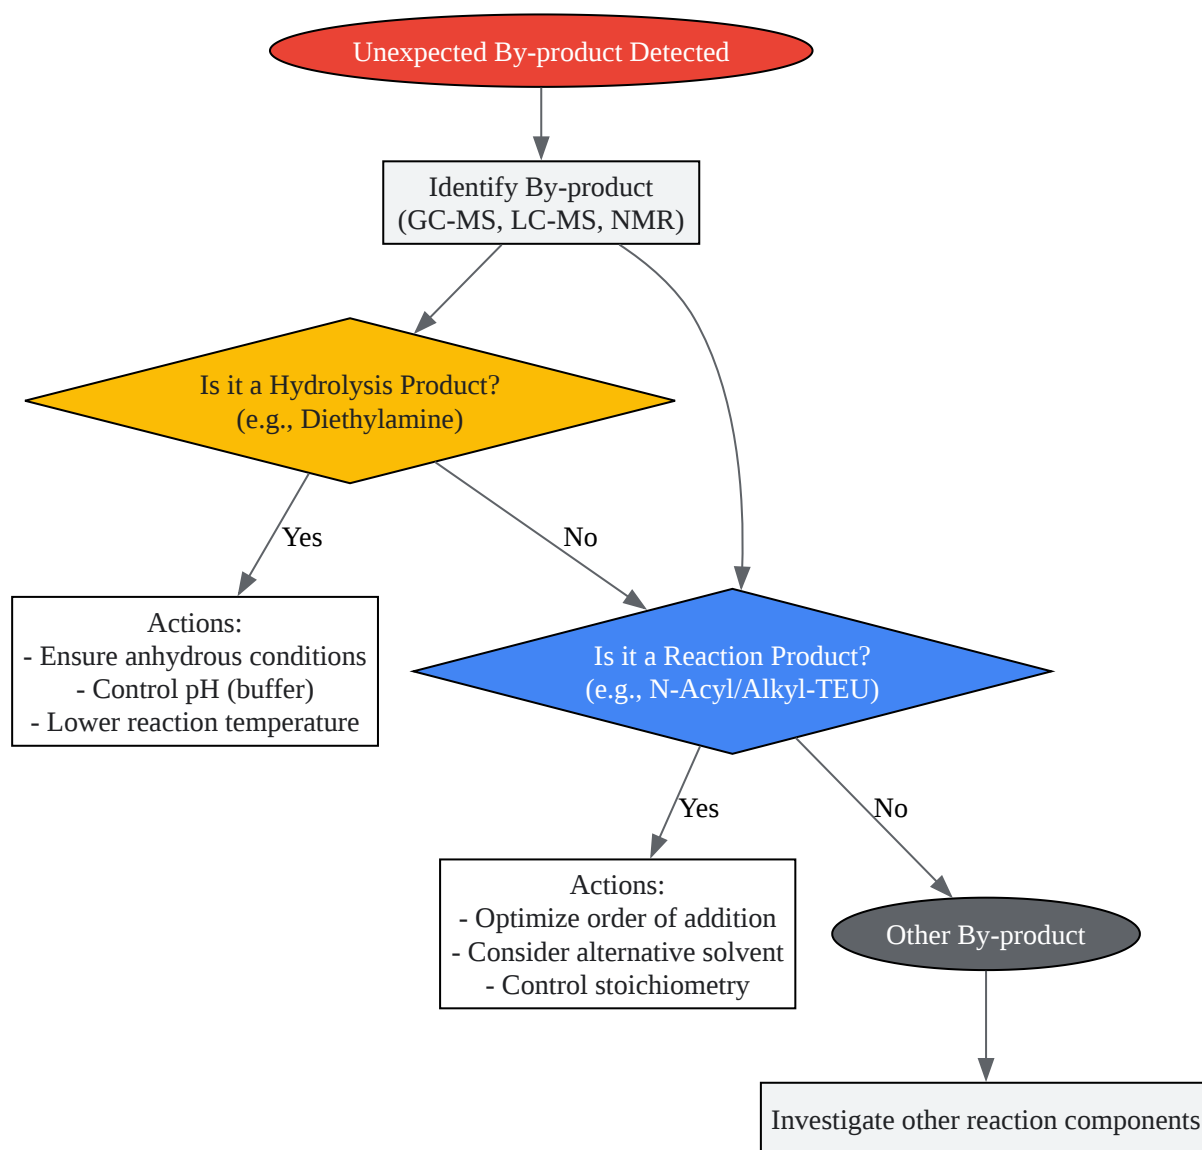 Unexpected By-product Detected
Identify By-product
(GC-MS, LC-MS, NMR)
Is it a Hydrolysis Product?
(e.g., Diethylamine)
Yes
No
Actions:
- Ensure anhydrous conditions
- Control pH (buffer)
- Lower reaction temperature
Is it a Reaction Product?
(e.g., N-Acyl/Alkyl-TEU)
Yes
No
Actions:
- Optimize order of addition
- Consider alternative solvent
- Control stoichiometry
Other By-product
Investigate other reaction components